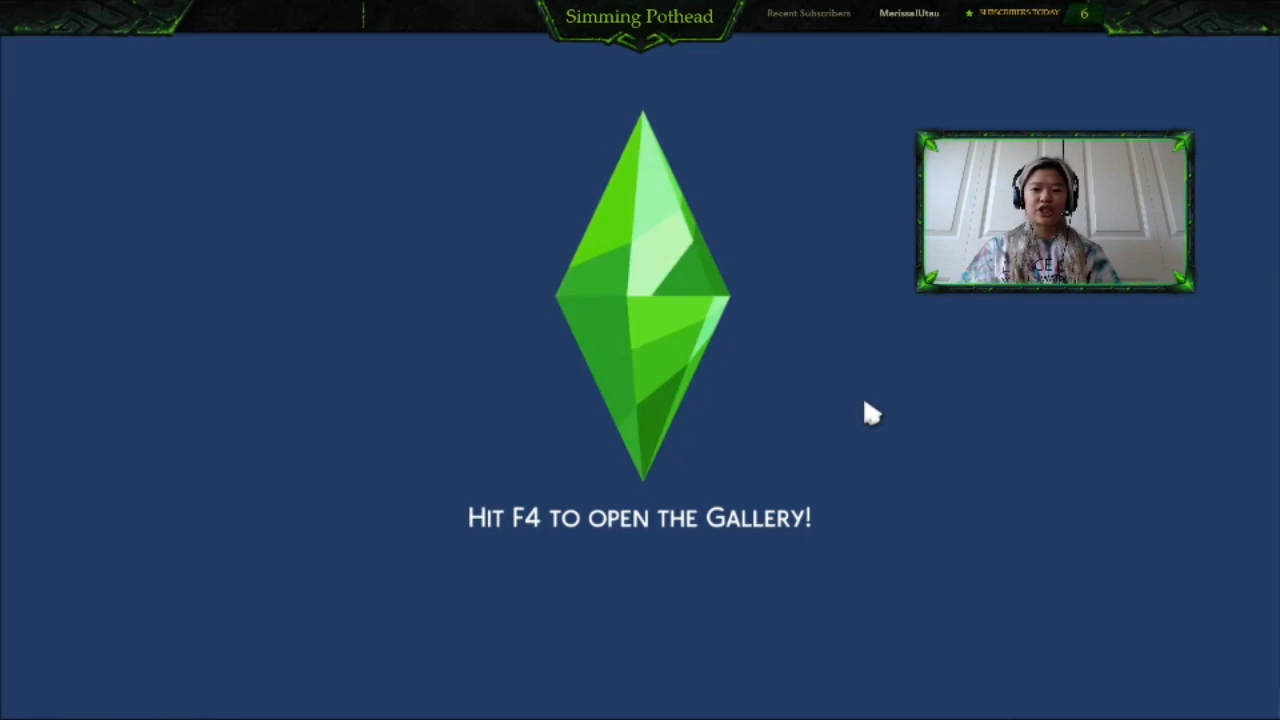 Simming Pothead
Recent Subscribers
MerissaUtau
SUBSCRIBERS TODAY
6
HIT F4 TO OPEN THE GALLERY!